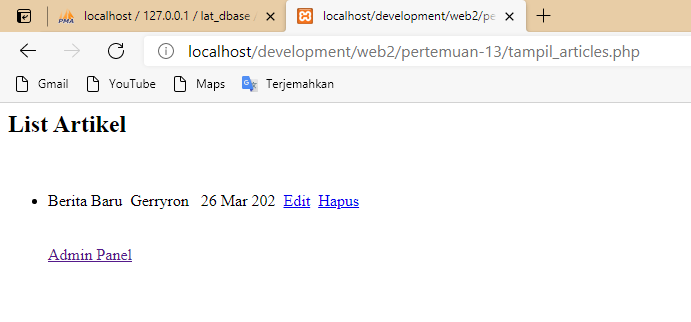 localhost / 127.0.0.1 / lat_dbase
localhost/development/web2/pe
localhost/development/web2/pertemuan-13/tampil_articles.php
Gmail YouTube Maps Terjemahkan
List Artikel
Berita Baru Gerryron 26 Mar 202 Edit Hapus
Admin Panel